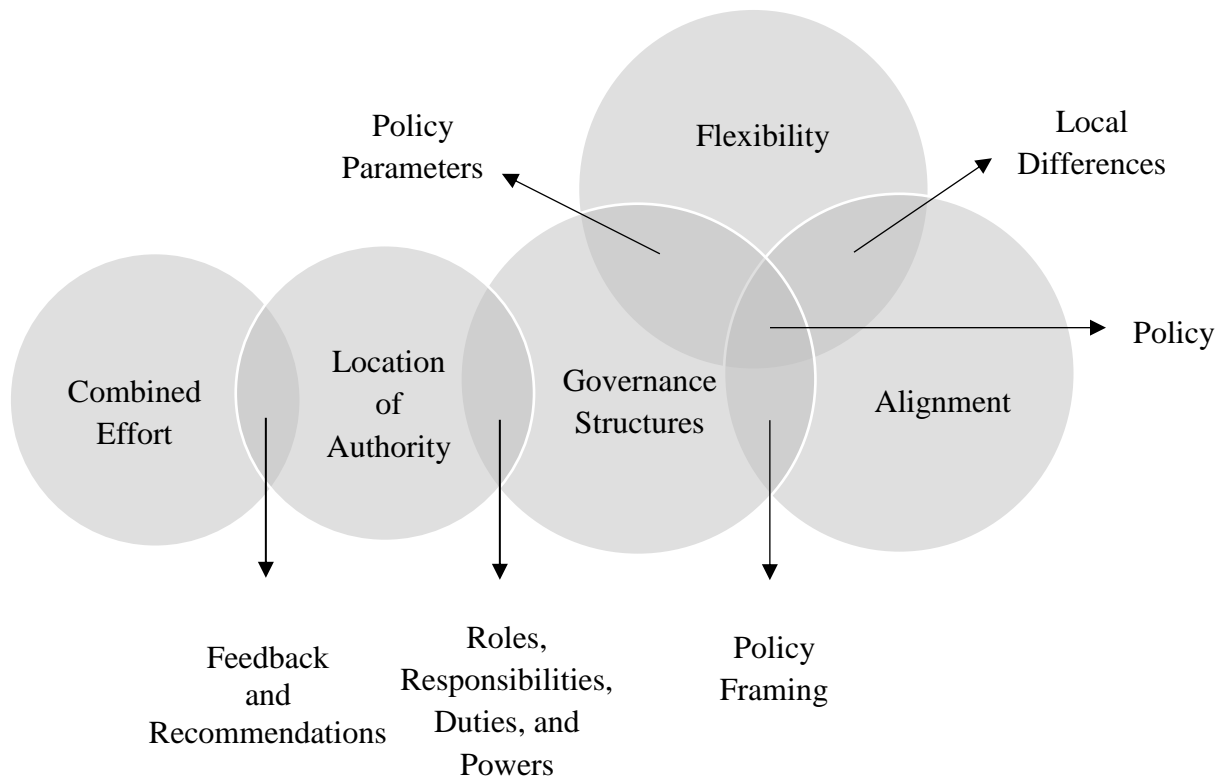 Policy
Parameters
Flexibility
Local
Differences
Policy
Combined
Effort
Location
of
Authority
Governance
Structures
Alignment
Feedback
and
Recommendations
Roles,
Responsibilities,
Duties, and
Powers
Policy
Framing